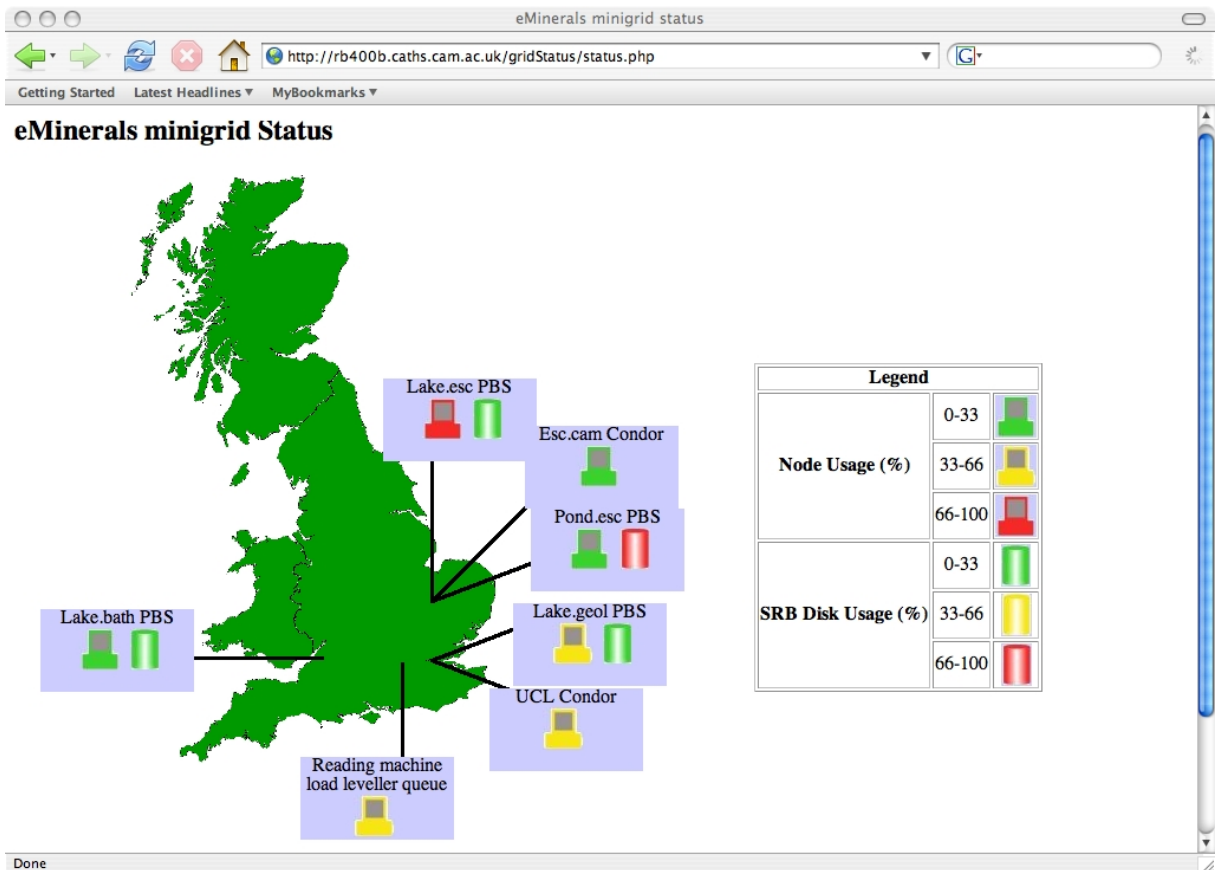 eMinerals minigrid status
http://rb400b.caths.cam.ac.uk/gridStatus/status.php
G
Getting Started Latest Headlines MyBookmarks
eMinerals minigrid Status
Lake.esc PBS
Esc.cam Condor
Pond.esc PBS
Lake.bath PBS
Lake.geol PBS
UCL Condor
Reading machine
load leveller queue
Legend
Node Usage (%)
0-33
33-66
66-100
SRB Disk Usage (%)
0-33
33-66
66-100
Done